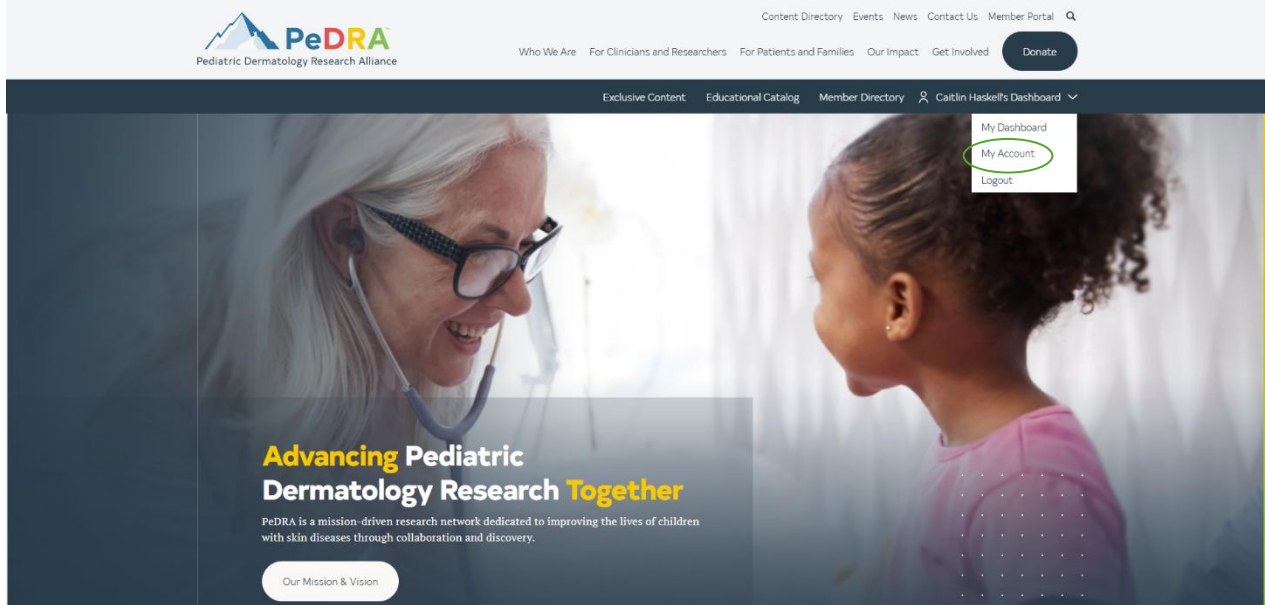 Content Directory Events News Contact Us Member Portal
PeDRA
Pediatric Dermatology Research Alliance
Who We Are For Clinicians and Researchers For Patients and Families Our Impact Get Involved Donate
Exclusive Content Educational Catalog Member Directory Caitlin Haskell's Dashboard
My Dashboard
My Account
Logout
Advancing Pediatric
Dermatology Research Together
PeDRA is a mission-driven research network dedicated to improving the lives of children
with skin diseases through collaboration and discovery.
Our Mission & Vision